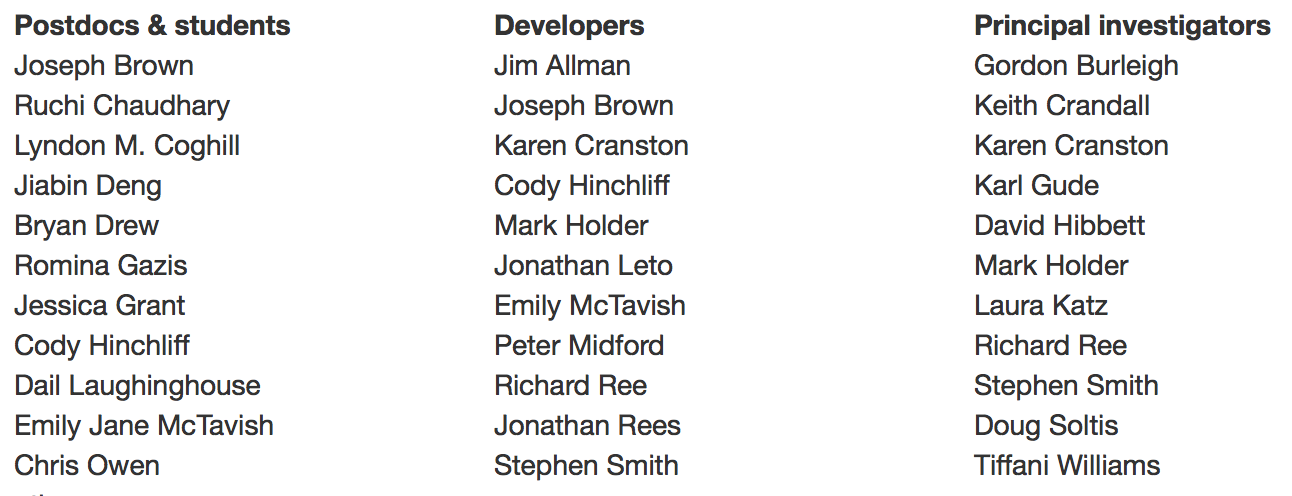 Postdocs & students
Joseph Brown
Ruchi Chaudhary
Lyndon M. Coghill
Jiabin Deng
Bryan Drew
Romina Gazis
Jessica Grant
Cody Hinchliff
Dail Laughinghouse
Emily Jane McTavish
Chris Owen
Developers
Jim Allman
Joseph Brown
Karen Cranston
Cody Hinchliff
Mark Holder
Jonathan Leto
Emily McTavish
Peter Midford
Richard Ree
Jonathan Rees
Stephen Smith
Principal investigators
Gordon Burleigh
Keith Crandall
Karen Cranston
Karl Gude
David Hibbett
Mark Holder
Laura Katz
Richard Ree
Stephen Smith
Doug Soltis
Tiffani Williams